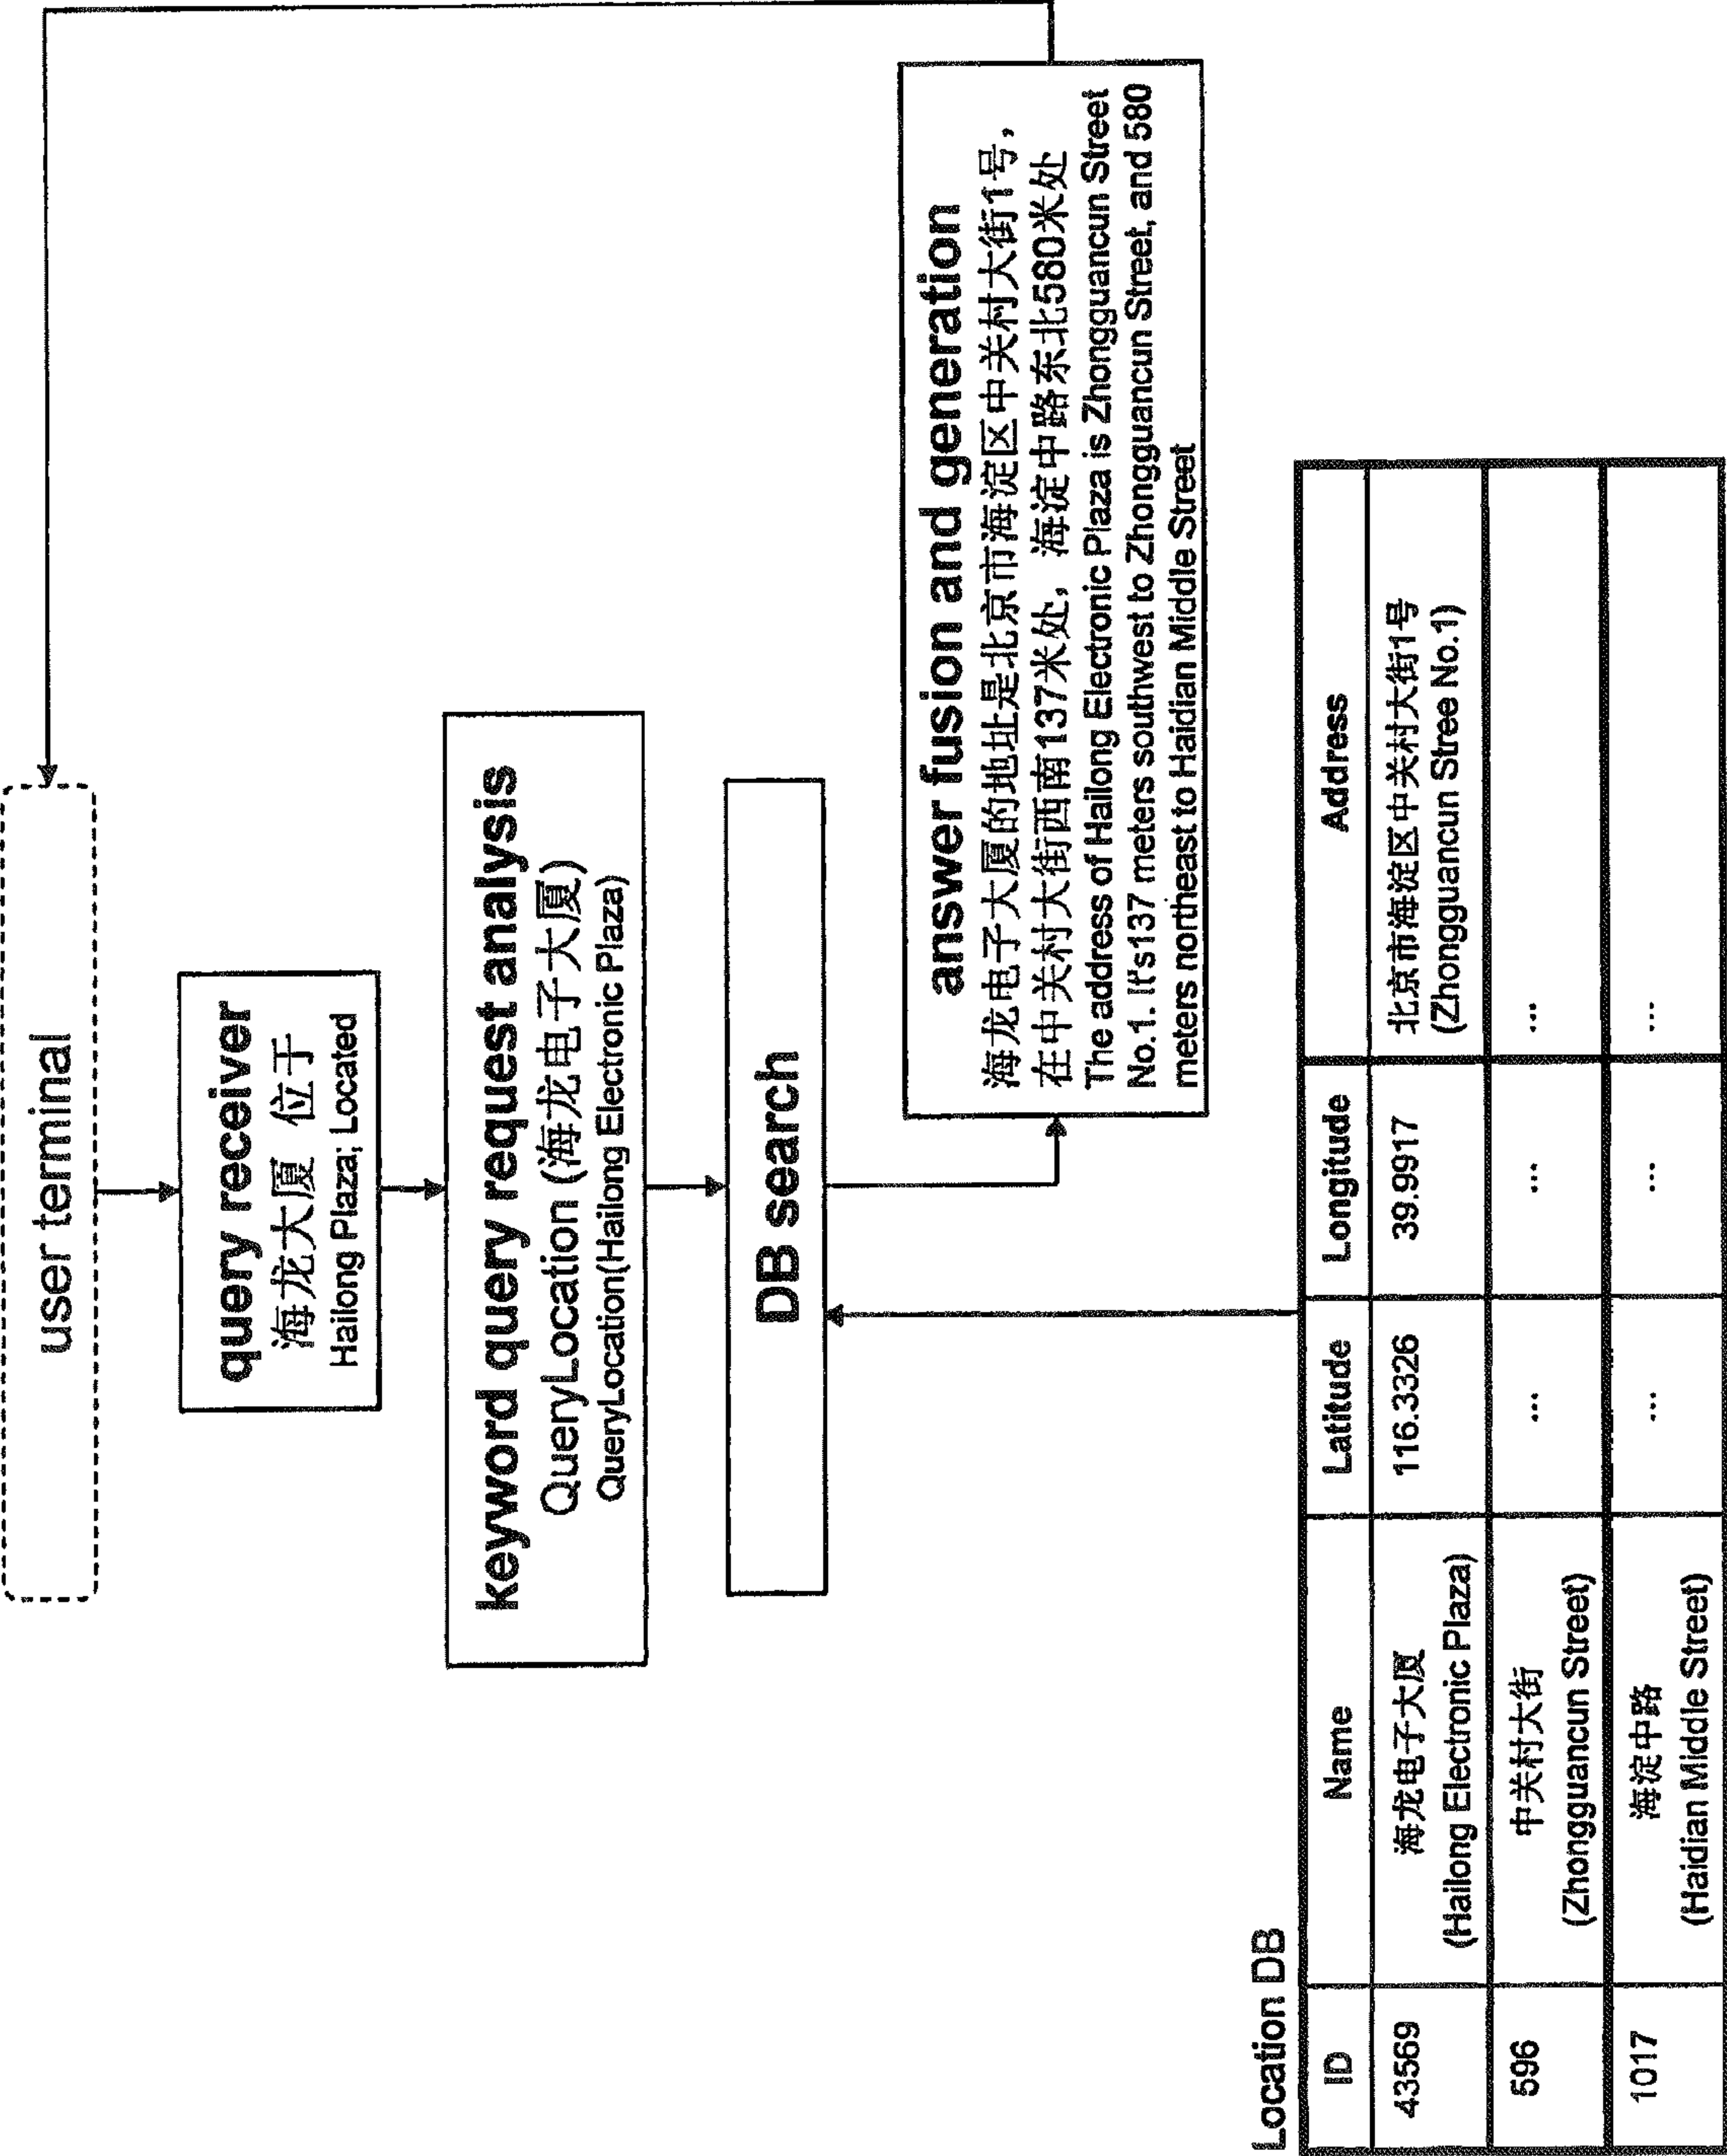 user terminal
query receiver
海龙大厦 位于
Hailong Plaza; Located
keyword query request analysis
QueryLocation (海龙电子大厦)
QueryLocation(Hailong Electronic Plaza)
DB search
answer fusion and generation
海龙电子大厦的地址是北京市海淀区中关村大街1号,
在中关村大街西南137米处, 海淀中路东北580米处
The address of Hailong Electronic Plaza is Zhongguancun Street
No.1. It's137 meters southwest to Zhongguancun Street, and 580
meters northeast to Haidian Middle Street
Location DB
ID Name Latitude Longitude Address
43569 海龙电子大厦 116.3326 39.9917 北京市海淀区中关村大街1号
(Hailong Electronic Plaza) (Zhongguancun Stree No.1)
596 中关村大街 ... ... ...
(Zhongguancun Street)
1017 海淀中路 ... ... ...
(Haidian Middle Street)